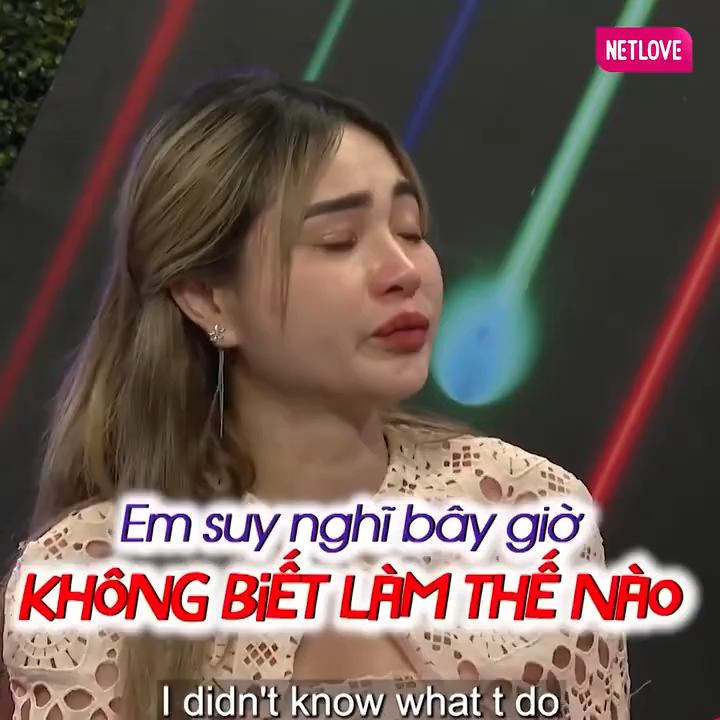 NETLOVE
Em suy nghĩ bây giờ
KHÔNG BiẾT LÀM THẾ NÀO
I didn't know what t do